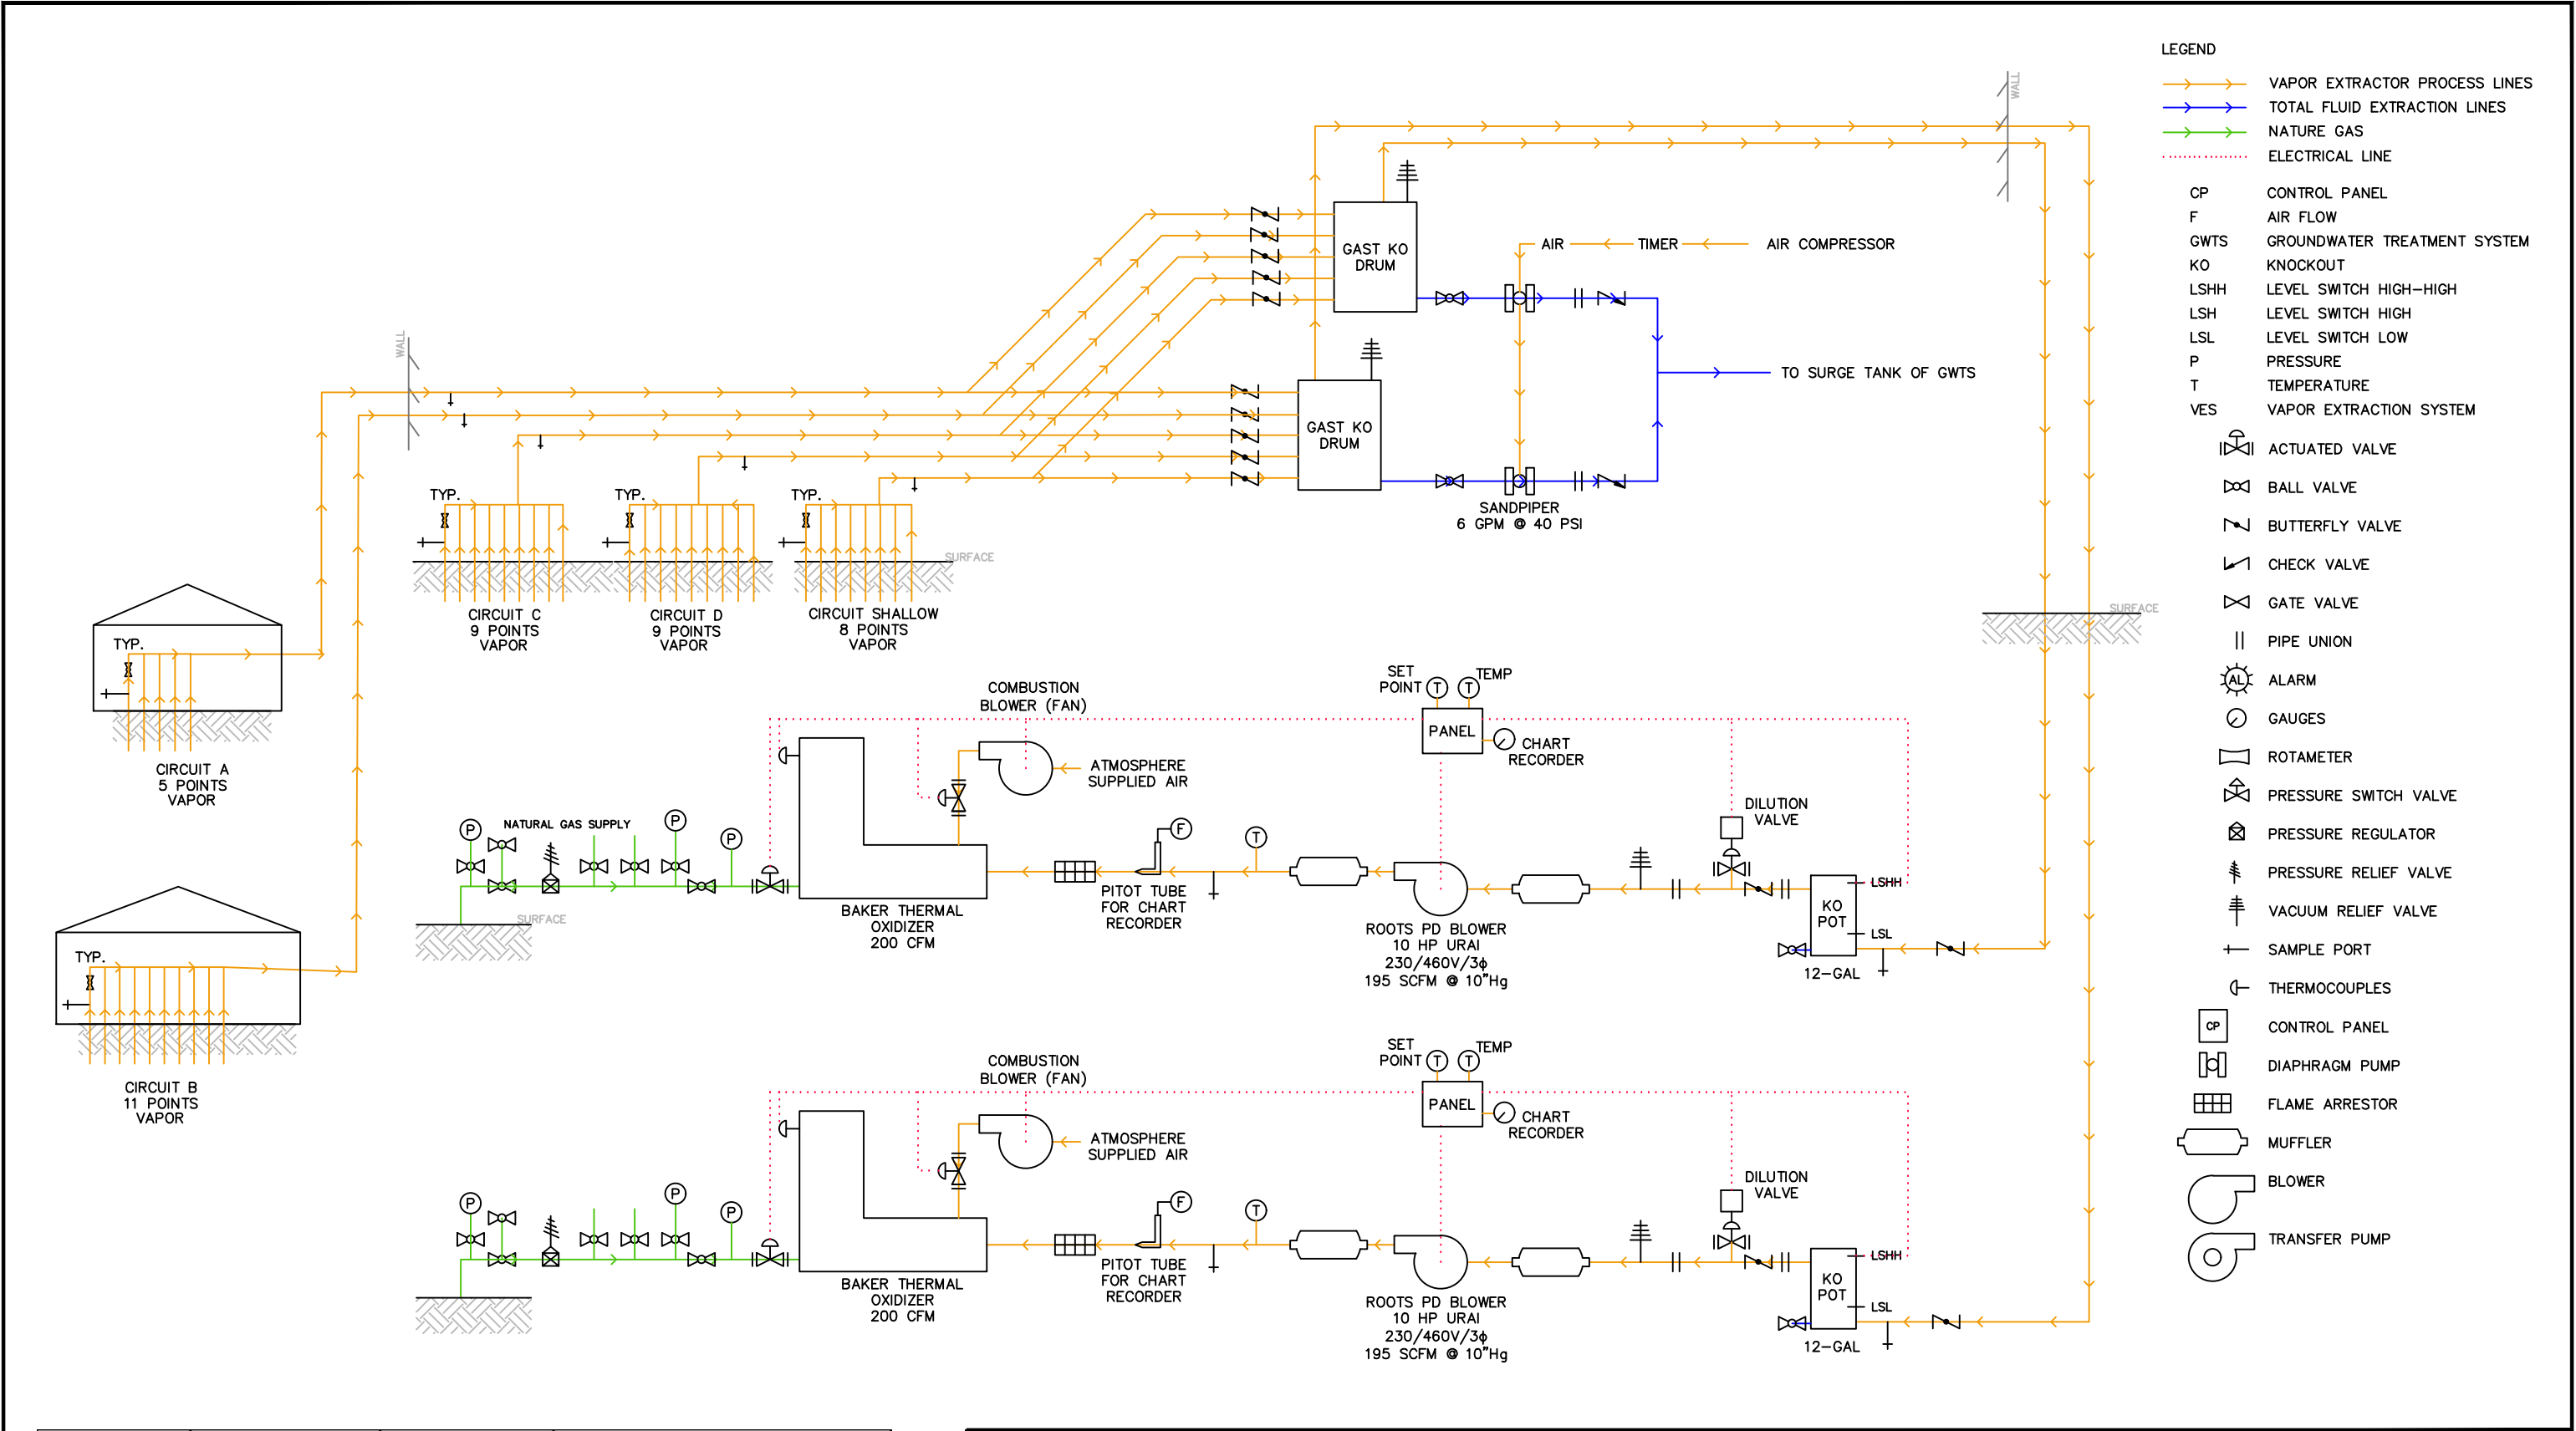 LEGEND
VAPOR EXTRACTOR PROCESS LINES
TOTAL FLUID EXTRACTION LINES
NATURE GAS
ELECTRICAL LINE
CP CONTROL PANEL
F AIR FLOW
GWTS GROUNDWATER TREATMENT SYSTEM
KO KNOCKOUT
LSHH LEVEL SWITCH HIGH-HIGH
LSH LEVEL SWITCH HIGH
LSL LEVEL SWITCH LOW
P PRESSURE
T TEMPERATURE
VES VAPOR EXTRACTION SYSTEM
ACTUATED VALVE
BALL VALVE
BUTTERFLY VALVE
CHECK VALVE
GATE VALVE
PIPE UNION
AL ALARM
GAUGES
ROTAMETER
PRESSURE SWITCH VALVE
PRESSURE REGULATOR
PRESSURE RELIEF VALVE
VACUUM RELIEF VALVE
SAMPLE PORT
THERMOCOUPLES
CP CONTROL PANEL
DIAPHRAGM PUMP
FLAME ARRESTOR
MUFFLER
BLOWER
TRANSFER PUMP
WALL
WALL
GAST KO
DRUM
AIR
TIMER
AIR COMPRESSOR
GAST KO
DRUM
TO SURGE TANK OF GWTS
SANDPIPER
6 GPM @ 40 PSI
TYP.
TYP.
TYP.
SURFACE
CIRCUIT C
9 POINTS
VAPOR
CIRCUIT D
9 POINTS
VAPOR
CIRCUIT SHALLOW
8 POINTS
VAPOR
SURFACE
TYP.
CIRCUIT A
5 POINTS
VAPOR
TYP.
CIRCUIT B
11 POINTS
VAPOR
COMBUSTION
BLOWER (FAN)
SET
POINT
T
T
TEMP
PANEL
CHART
RECORDER
ATMOSPHERE
SUPPLIED AIR
DILUTION
VALVE
P
NATURAL GAS SUPPLY
P
P
F
T
SURFACE
BAKER THERMAL
OXIDIZER
200 CFM
PITOT TUBE
FOR CHART
RECORDER
ROOTS PD BLOWER
10 HP URAI
230/460V/3ϕ
195 SCFM @ 10"Hg
KO
POT
LSHH
LSL
12-GAL
COMBUSTION
BLOWER (FAN)
SET
POINT
T
T
TEMP
PANEL
CHART
RECORDER
ATMOSPHERE
SUPPLIED AIR
DILUTION
VALVE
P
P
P
F
T
BAKER THERMAL
OXIDIZER
200 CFM
PITOT TUBE
FOR CHART
RECORDER
ROOTS PD BLOWER
10 HP URAI
230/460V/3ϕ
195 SCFM @ 10"Hg
KO
POT
LSHH
LSL
12-GAL